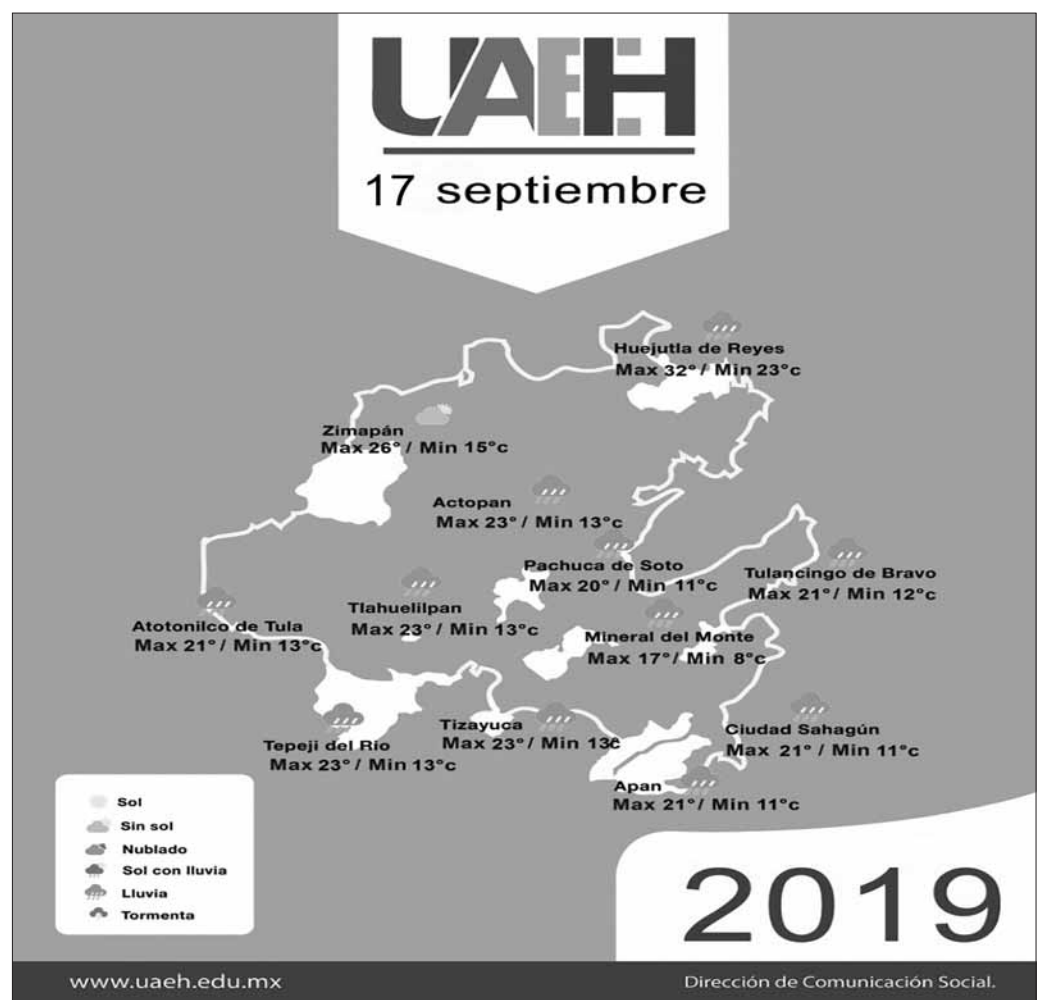 UAEH
17 septiembre
Huejutla de Reyes
Max 32° / Min 23°c
Zimapán
Max 26° / Min 15°c
Actopan
Max 23° / Min 13°c
Pachuca de Soto
Max 20° / Min 11°c
Tulancingo de Bravo
Max 21° / Min 12°c
Tlahuelilpan
Max 23° / Min 13°c
Atotonilco de Tula
Max 21° / Min 13°c
Mineral del Monte
Max 17° / Min 8°c
Tizayuca
Max 23° / Min 13c
Ciudad Sahagún
Max 21° / Min 11°c
Tepeji del Rio
Max 23° / Min 13°c
Apan
Max 21° / Min 11°c
Sol
Sin sol
Nublado
Sol con lluvia
Lluvia
Tormenta
2019
www.uaeh.edu.mx
Dirección de Comunicación Social.